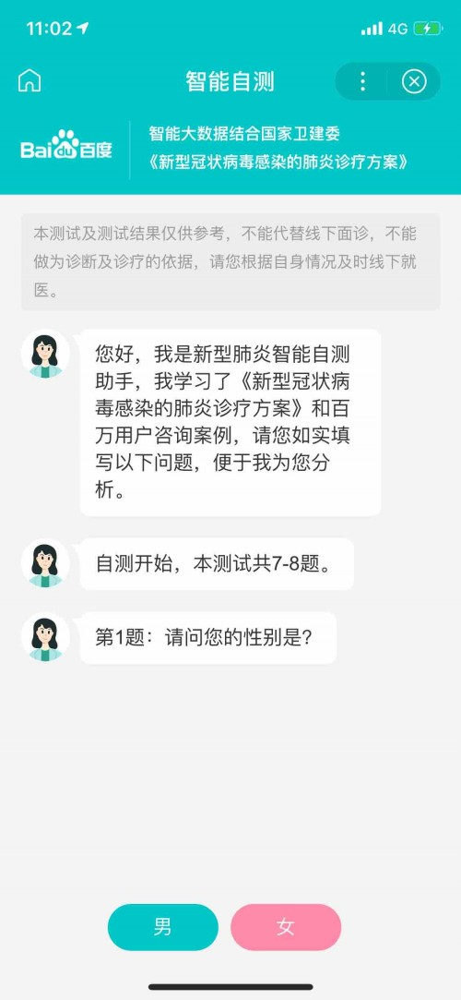 11:02
4G
智能自测
Bai du 百度
智能大数据结合国家卫建委
《新型冠状病毒感染的肺炎诊疗方案》
本测试及测试结果仅供参考，不能代替线下面诊，不能
做为诊断及诊疗的依据，请您根据自身情况及时线下就
医。
您好，我是新型肺炎智能自测
助手，我学习了《新型冠状病
毒感染的肺炎诊疗方案》和百
万用户咨询案例，请您如实填
写以下问题，便于我为您分
析。
自测开始，本测试共7-8题。
第1题：请问您的性别是?
男
女